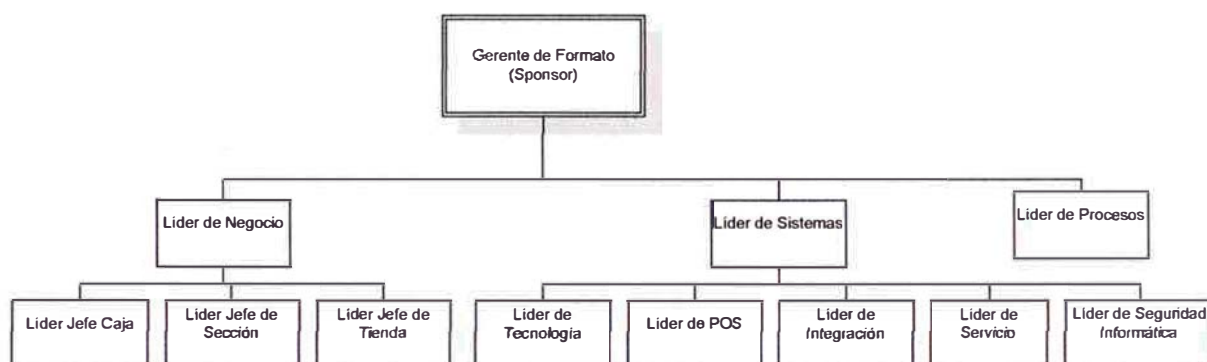 Gerente de Formato
(Sponsor)
Lider de Negocio
Lider de Sistemas
Lider de Procesos
Lider Jefe Caja
Lider Jefe de
Sección
Lider Jefe de
Tienda
Lider de
Tecnología
Lider de POS
Lider de
Integración
Lider de
Servicio
Lider de Seguridad
Informática